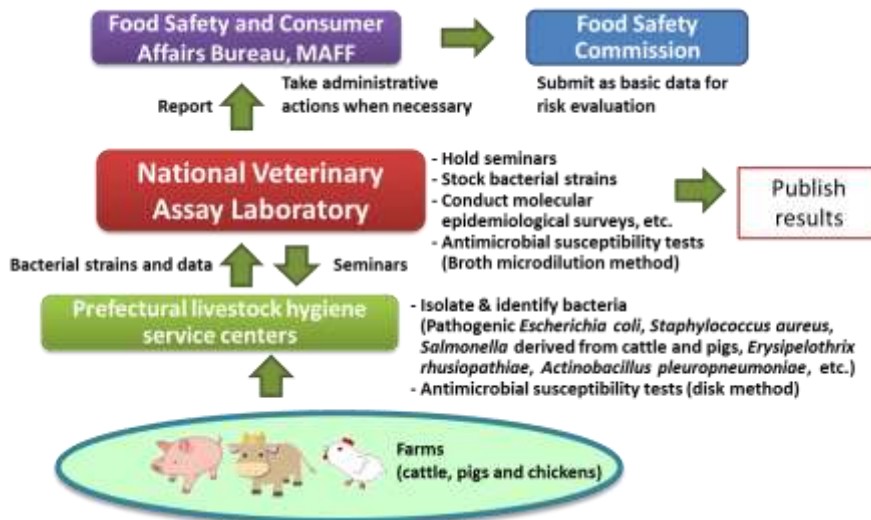 Food Safety and Consumer
Affairs Bureau, MAFF
Food Safety
Commission
Report
Take administrative
actions when necessary
Submit as basic data for
risk evaluation
National Veterinary
Assay Laboratory
- Hold seminars
- Stock bacterial strains
- Conduct molecular
epidemiological surveys, etc.
- Antimicrobial susceptibility tests
(Broth microdilution method)
Publish
results
Bacterial strains and data
Seminars
Prefectural livestock hygiene
service centers
- Isolate & identify bacteria
(Pathogenic Escherichia coli, Staphylococcus aureus,
Salmonella derived from cattle and pigs, Erysipelothrix
rhusiopathiae, Actinobacillus pleuropneumoniae, etc.)
- Antimicrobial susceptibility tests (disk method)
Farms
(cattle, pigs and chickens)